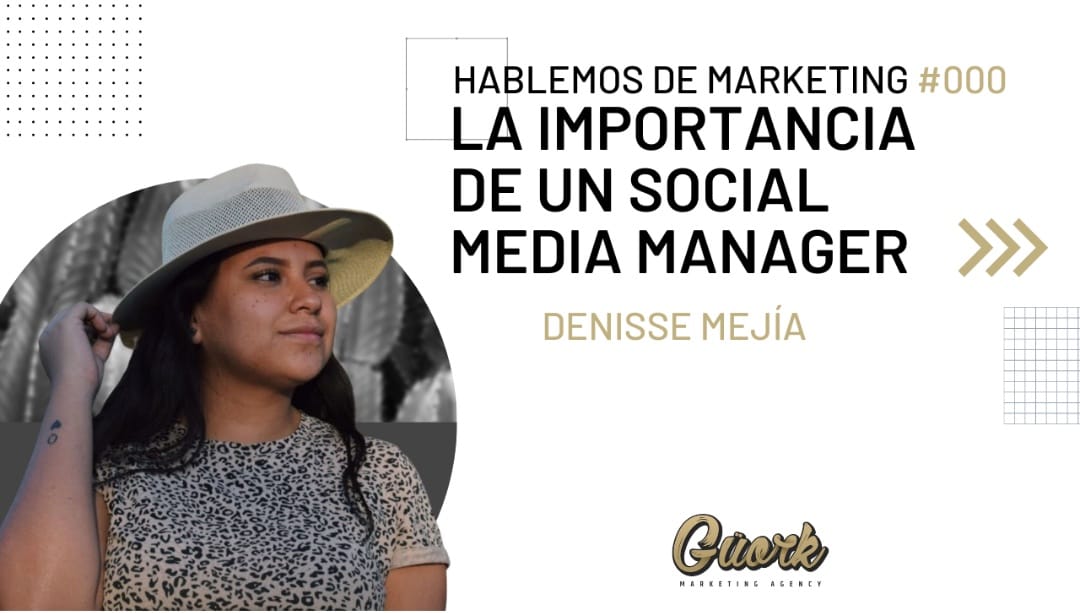 HABLEMOS DE MARKETING #000
LA IMPORTANCIA
DE UN SOCIAL
MEDIA MANAGER
DENISSE MEJÍA
Güork
MARKETING AGENCY